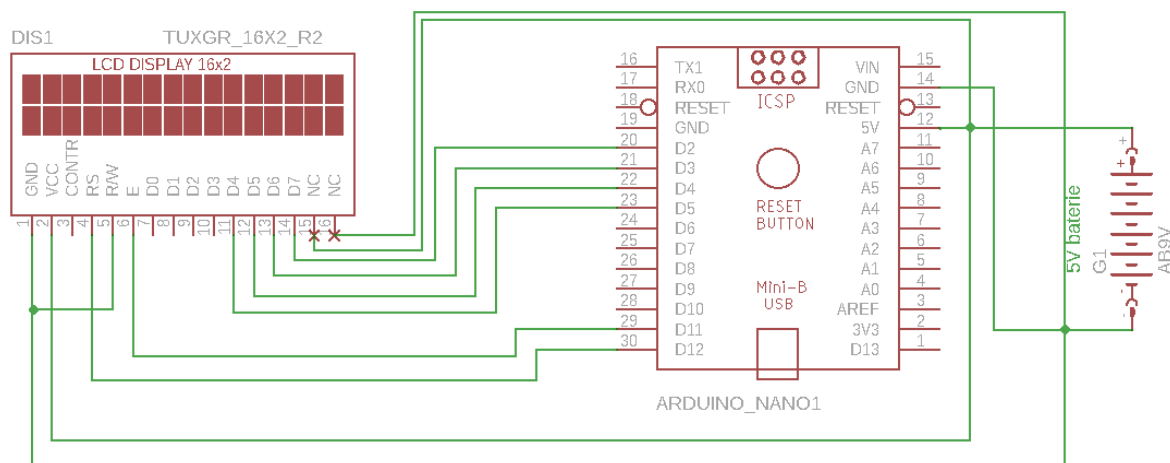 DIS1
TUXGR_16X2_R2
LCD DISPLAY 16x2
GND
VCC
CONTR
RS
R/W
E
D0
D1
D2
D3
D4
D5
D6
D7
NC
NC
1
2
3
4
5
6
7
8
9
10
11
12
13
14
15
16
16 TX1
17 RX0
18 RESET
19 GND
20 D2
21 D3
22 D4
23 D5
24 D6
25 D7
26 D8
27 D9
28 D10
29 D11
30 D12
ICSP
RESET
BUTTON
Mini-B
USB
VIN 15
GND 14
RESET 13
5V 12
A7 11
A6 10
A5 9
A4 8
A3 7
A2 6
A1 5
A0 4
AREF 3
3V3 2
D13 1
ARDUINO_NANO1
5V baterie
G1
AB9V
+
+
-
-